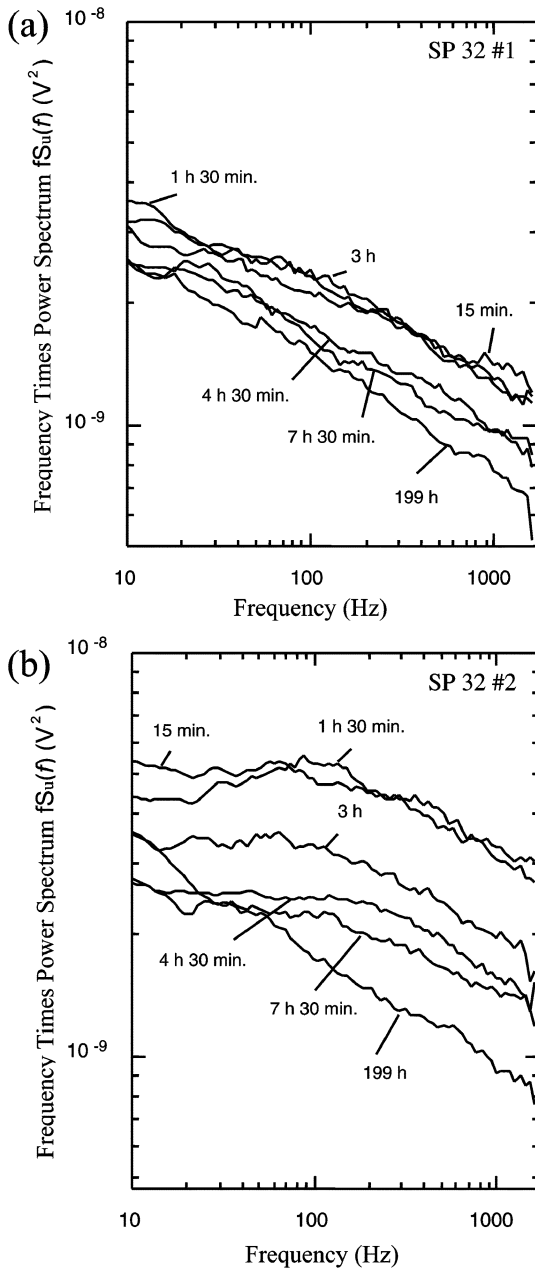 (a)
10⁻⁸
SP 32 #1
1 h 30 min.
3 h
15 min.
4 h 30 min.
7 h 30 min.
199 h
10⁻⁹
Frequency Times Power Spectrum fSu(f) (V²)
10 100 1000
Frequency (Hz)
(b)
10⁻⁸
SP 32 #2
15 min.
1 h 30 min.
3 h
4 h 30 min.
7 h 30 min.
199 h
10⁻⁹
Frequency Times Power Spectrum fSu(f) (V²)
10 100 1000
Frequency (Hz)